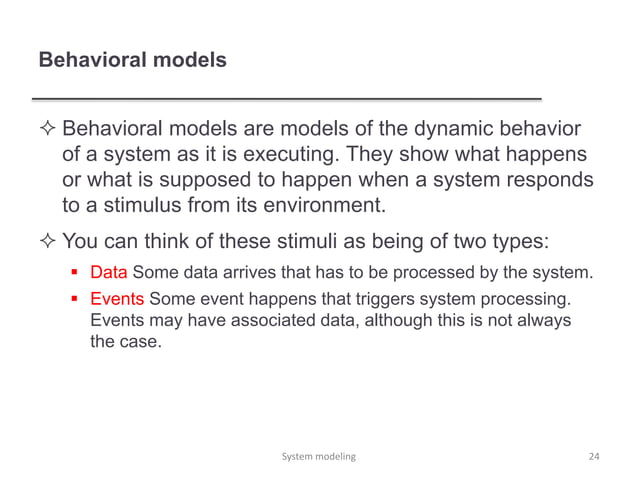 Behavioral models
✧ Behavioral models are models of the dynamic behavior
of a system as it is executing. They show what happens
or what is supposed to happen when a system responds
to a stimulus from its environment.
✧ You can think of these stimuli as being of two types:
▪ Data Some data arrives that has to be processed by the system.
▪ Events Some event happens that triggers system processing.
Events may have associated data, although this is not always
the case.
System modeling 24